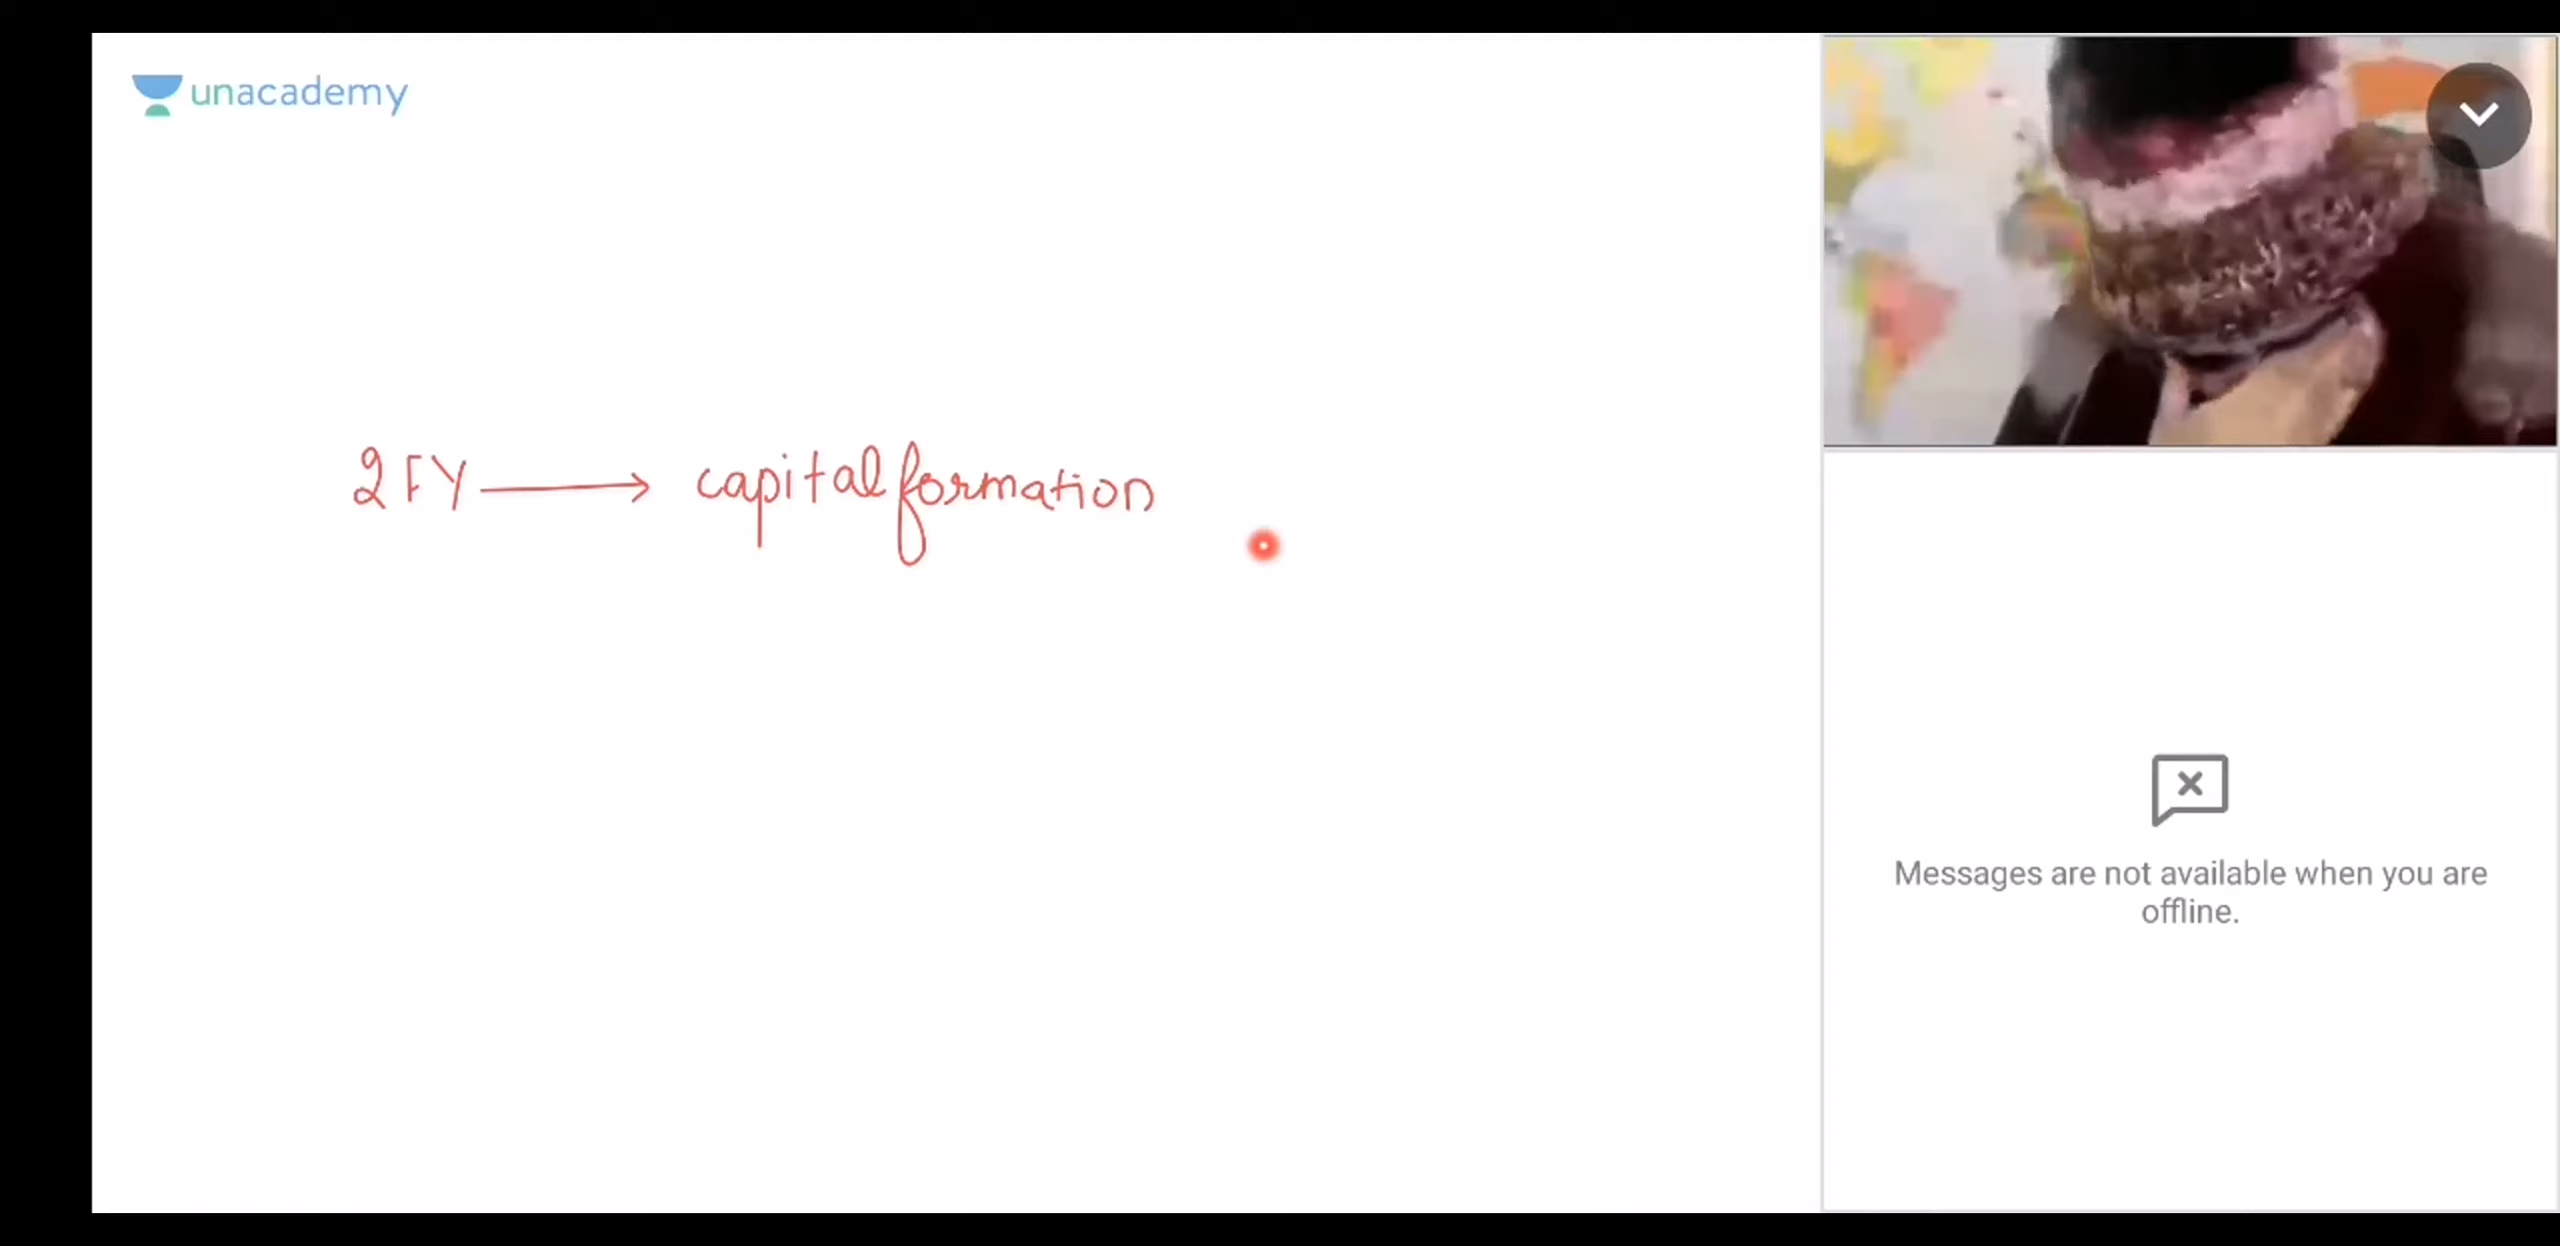 unacademy
2FY → capital formation
Messages are not available when you are
offline.